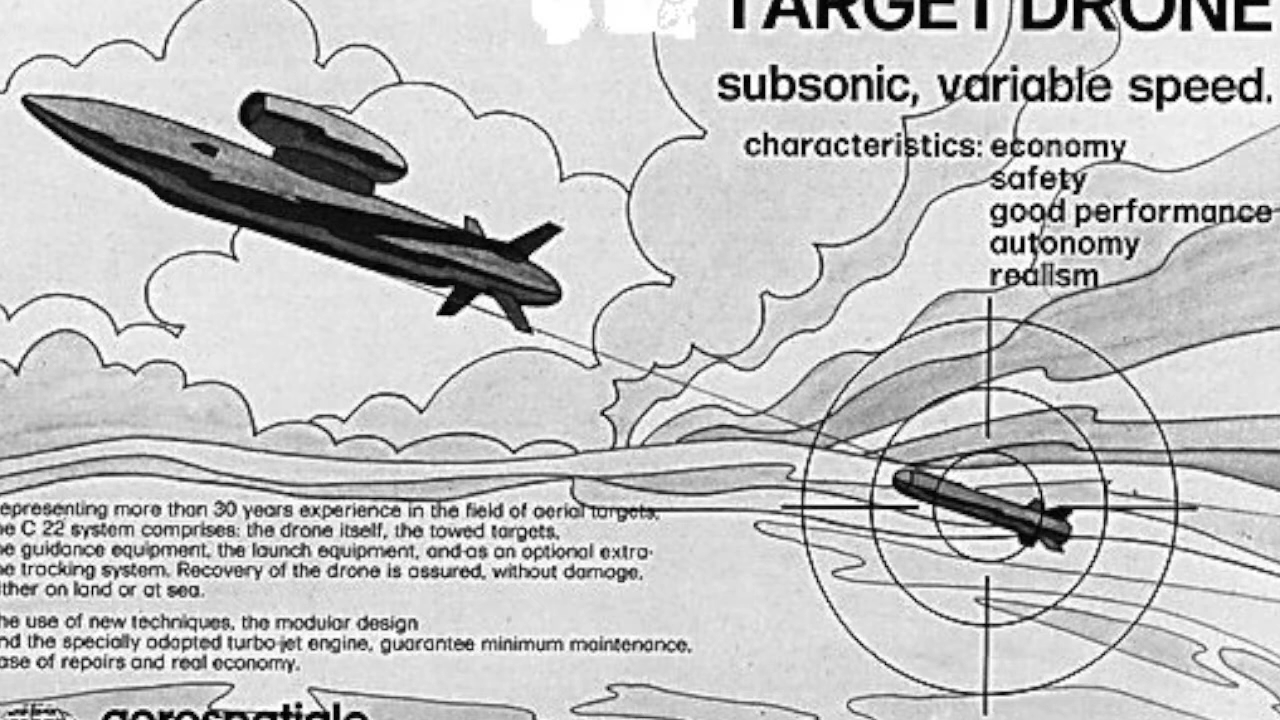 TARGET DRONE
subsonic, variable speed.
characteristics: economy
safety
good performance
autonomy
realism
epresenting more than 30 years experience in the field of aerial targets,
e C 22 system comprises: the drone itself, the towed targets,
e guidance equipment, the launch equipment, and-as an optional extra-
e tracking system. Recovery of the drone is assured, without damage,
ither on land or at sea.
he use of new techniques, the modular design
nd the specially adapted turbo-jet engine, guarantee minimum maintenance,
ase of repairs and real economy.
aerospatiale